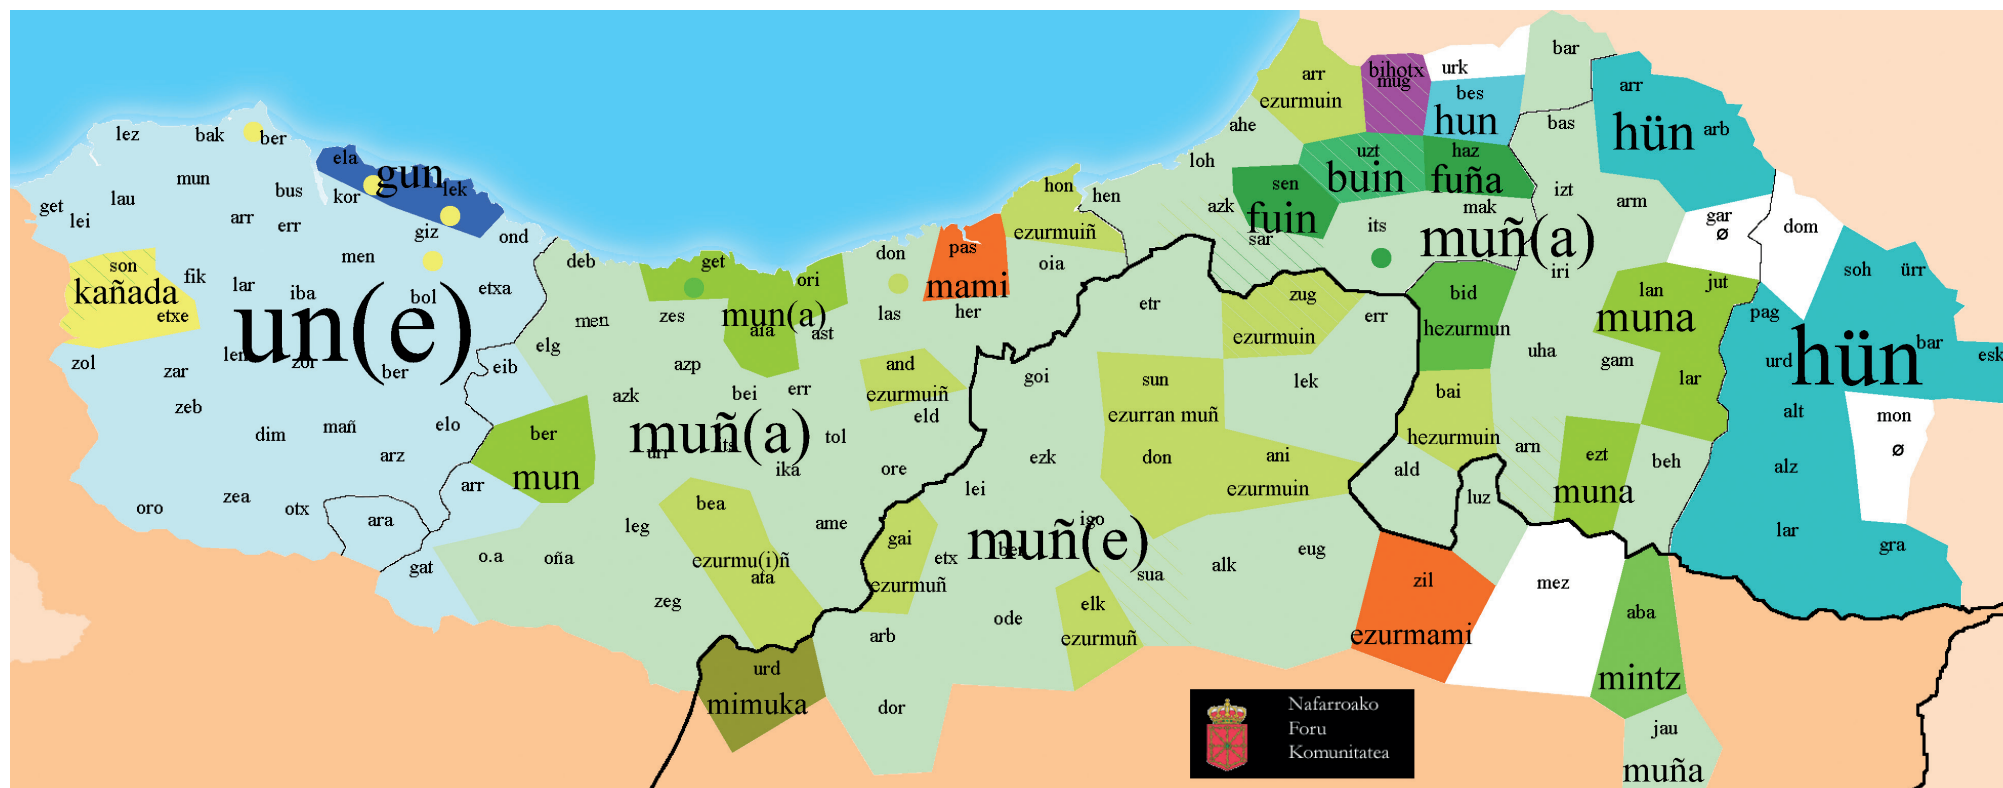 bar
arr
ezurmuin
bihotx
mug
urk
bes
hun
arr
hün
arb
bas
ahe
lez
bak
ber
ela
gun
lek
kor
mun
bus
lau
get
lei
arr
err
giz
ond
men
son
kañada
etxe
fik
lar
iba
bol
etxa
un(e)
zol
zar
zor
ber
zeb
dim
mañ
elo
arz
oro
zea
otx
ara
gat
deb
get
ori
mun(a)
men
zes
ast
elg
eib
azp
azk
bei
err
muñ(a)
urr
its
ika
tol
ber
mun
arr
o.a
oña
leg
bea
ezurmu(i)ñ
ata
ame
zeg
don
las
pas
mami
her
hon
hen
ezurmuiñ
oia
and
ezurmuiñ
eld
ore
loh
azk
sen
fuin
sar
uzt
buin
haz
fuña
its
mak
muñ(a)
iri
izt
arm
gar
ø
dom
soh
ürr
lan
jut
muna
pag
urd
hün
bar
esk
etr
zug
ezurmuin
err
bid
hezurmun
uha
gam
lar
goi
sun
ezurran muñ
lek
bai
hezurmuin
arn
alt
mon
ø
ezk
don
ani
ezurmuin
ald
luz
ezt
muna
beh
alz
lei
igo
muñ(e)
ber
gai
ezurmuñ
etx
sua
alk
eug
lar
gra
arb
ode
elk
ezurmuñ
zil
ezurmami
mez
aba
mintz
urd
mimuka
dor
jau
muña
Nafarroako
Foru
Komunitatea